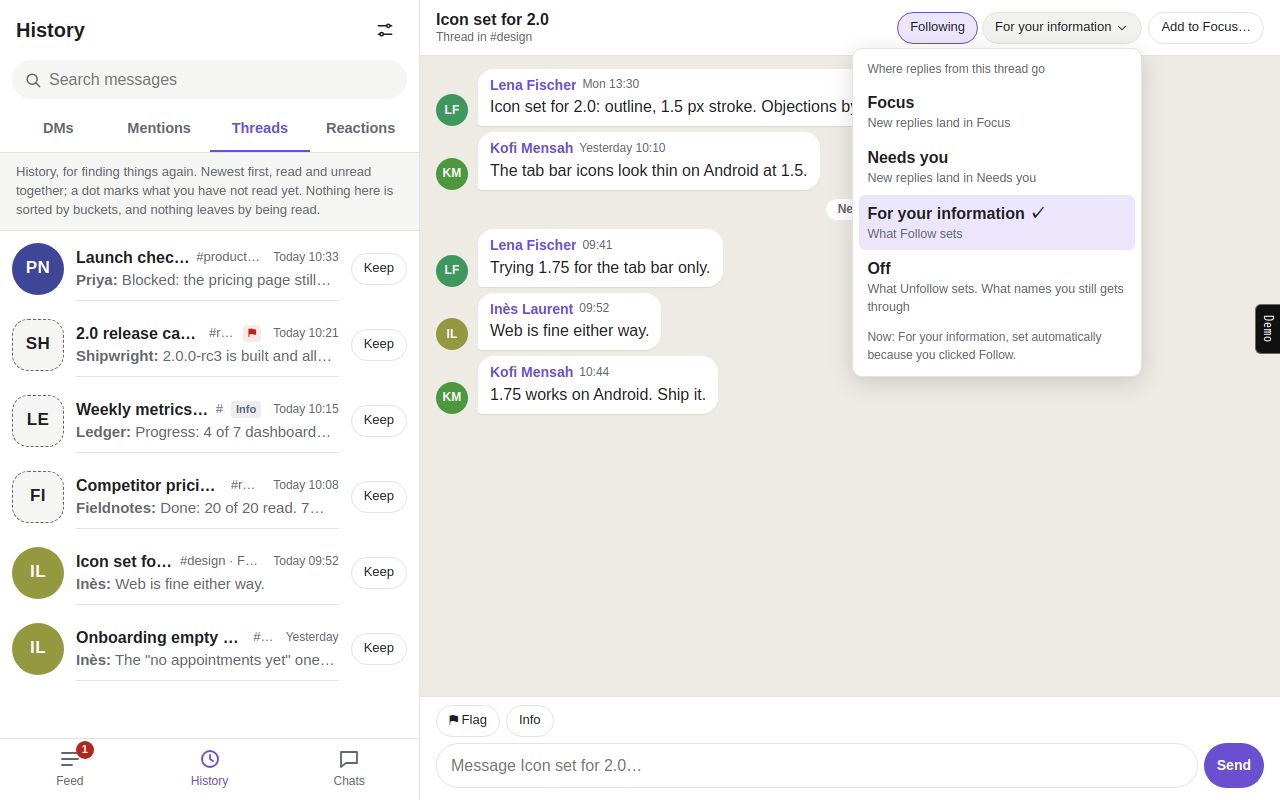 History
Search messages
DMs
Mentions
Threads
Reactions
History, for finding things again. Newest first, read and unread
together; a dot marks what you have not read yet. Nothing here is
sorted by buckets, and nothing leaves by being read.
PN
Launch chec… #product… Today 10:33
Priya: Blocked: the pricing page still…
Keep
SH
2.0 release ca… #r… Today 10:21
Shipwright: 2.0.0-rc3 is built and all…
Keep
LE
Weekly metrics… # Info Today 10:15
Ledger: Progress: 4 of 7 dashboard…
Keep
FI
Competitor prici… #r… Today 10:08
Fieldnotes: Done: 20 of 20 read. 7…
Keep
IL
Icon set fo… #design · F… Today 09:52
Inès: Web is fine either way.
Keep
IL
Onboarding empty … #… Yesterday
Inès: The "no appointments yet" one…
Keep
1
Feed
History
Chats
Icon set for 2.0
Thread in #design
Following
For your information
Add to Focus…
LF
Lena Fischer Mon 13:30
Icon set for 2.0: outline, 1.5 px stroke. Objections by
KM
Kofi Mensah Yesterday 10:10
The tab bar icons look thin on Android at 1.5.
Ne
LF
Lena Fischer 09:41
Trying 1.75 for the tab bar only.
IL
Inès Laurent 09:52
Web is fine either way.
KM
Kofi Mensah 10:44
1.75 works on Android. Ship it.
Where replies from this thread go
Focus
New replies land in Focus
Needs you
New replies land in Needs you
For your information ✓
What Follow sets
Off
What Unfollow sets. What names you still gets
through
Now: For your information, set automatically
because you clicked Follow.
Demo
Flag
Info
Message Icon set for 2.0…
Send